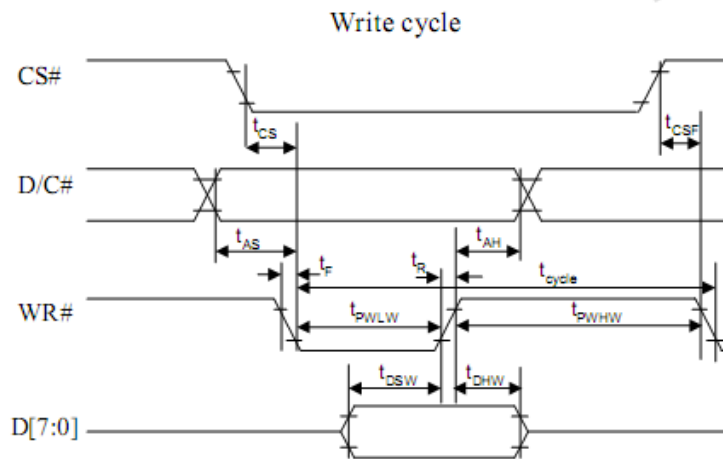 Write cycle
CS#
tCS
tCSF
D/C#
tAS
tF
tR
tAH
tcycle
WR#
tPWLW
tPWHW
tDSW
tDHW
D[7:0]